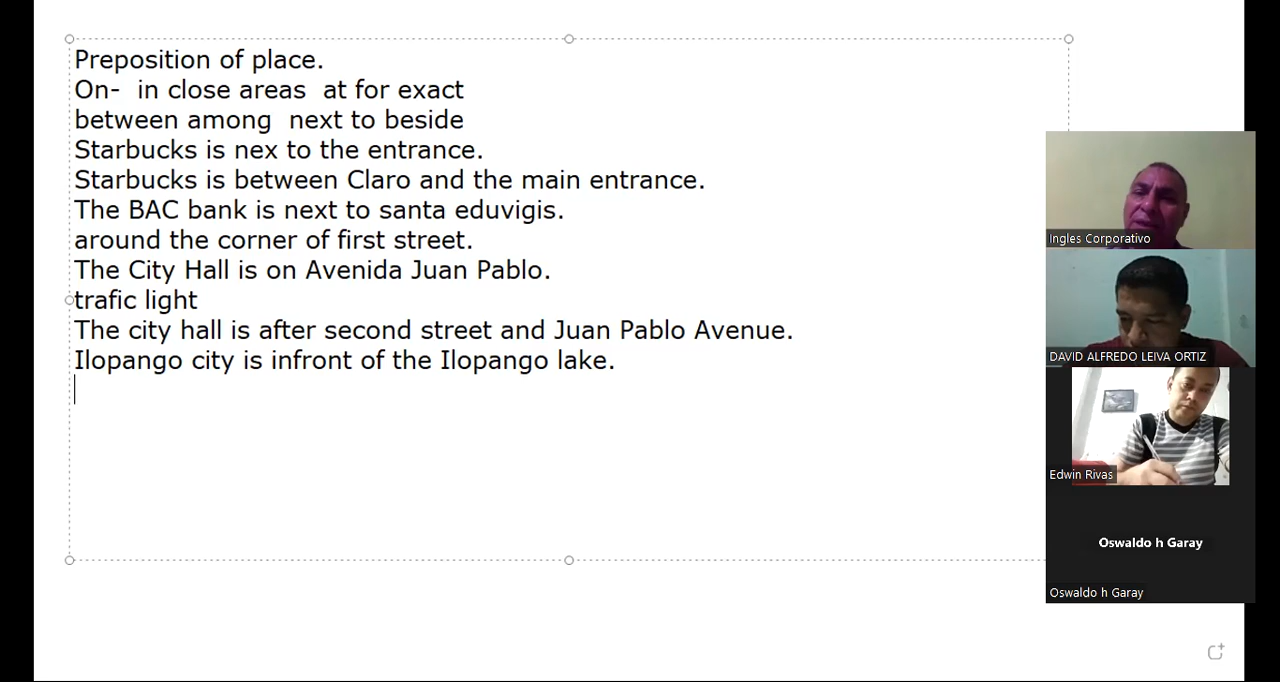 Preposition of place.
On-  in close areas  at for exact
between among  next to beside
Starbucks is nex to the entrance.
Starbucks is between Claro and the main entrance.
The BAC bank is next to santa eduvigis.
around the corner of first street.
The City Hall is on Avenida Juan Pablo.
trafic light
The city hall is after second street and Juan Pablo Avenue.
Ilopango city is infront of the Ilopango lake.
Ingles Corporativo
DAVID ALFREDO LEIVA ORTIZ
Edwin Rivas
Oswaldo h Garay
Oswaldo h Garay